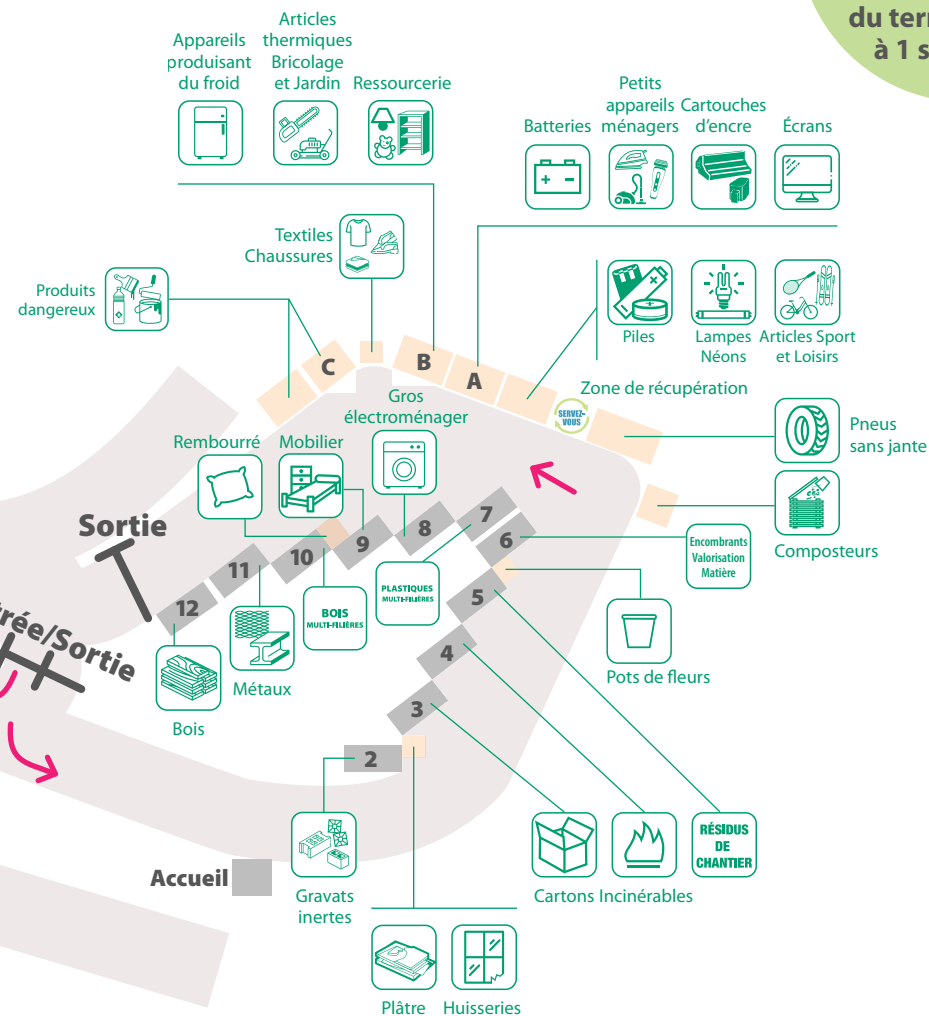 du terr
à 1 s
Appareils
produisant
du froid
Articles
thermiques
Bricolage
et Jardin
Ressourcerie
Batteries
Petits
appareils
ménagers
Cartouches
d'encre
Écrans
+ -
Textiles
Chaussures
Produits
dangereux
Piles
Lampes
Néons
Articles Sport
et Loisirs
C
B
A
Zone de récupération
SERVEZ-
VOUS
Gros
électroménager
Pneus
sans jante
Rembourré
Mobilier
Composteurs
Sortie
7
8
9
6
10
11
12
5
4
3
2
Encombrants
Valorisation
Matière
PLASTIQUES
MULTI-FILIÈRES
BOIS
MULTI-FILIÈRES
Pots de fleurs
trée/Sortie
Métaux
Bois
Accueil
Gravats
inertes
Cartons
Incinérables
RÉSIDUS
DE
CHANTIER
Plâtre
Huisseries